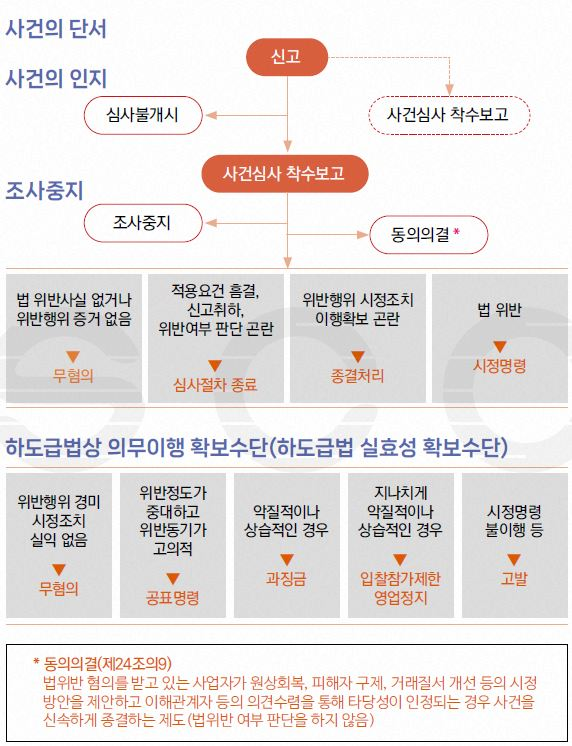 사건의 단서
신고
사건의 인지
심사불개시
사건심사 착수보고
사건심사 착수보고
조사중지
조사중지
동의의결 *
법 위반사실 없거나
위반행위 증거 없음
▼
무혐의
적용요건 흠결,
신고취하,
위반여부 판단 곤란
▼
심사절차 종료
위반행위 시정조치
이행확보 곤란
▼
종결처리
법 위반
▼
시정명령
하도급법상 의무이행 확보수단(하도급법 실효성 확보수단)
위반행위 경미
시정조치
실익 없음
▼
무혐의
위반정도가
중대하고
위반동기가
고의적
▼
공표명령
악질적이나
상습적인 경우
▼
과징금
지나치게
악질적이나
상습적인 경우
▼
입찰참가제한
영업정지
시정명령
불이행 등
▼
고발
* 동의의결(제24조의9)
법위반 혐의를 받고 있는 사업자가 원상회복, 피해자 구제, 거래질서 개선 등의 시정
방안을 제안하고 이해관계자 등의 의견수렴을 통해 타당성이 인정되는 경우 사건을
신속하게 종결하는 제도(법위반 여부 판단을 하지 않음)